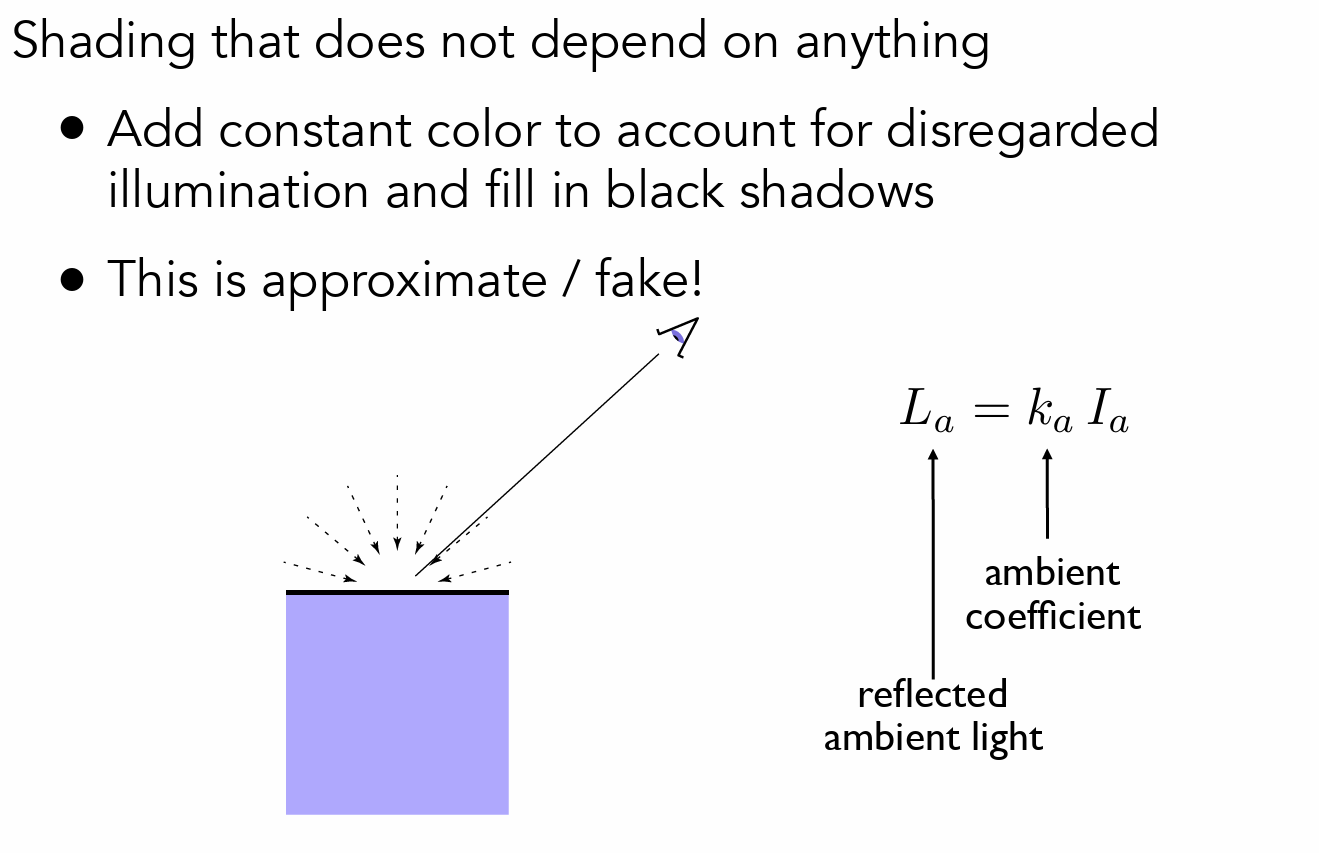 Shading that does not depend on anything
• Add constant color to account for disregarded
illumination and fill in black shadows
• This is approximate / fake!
L_a = k_a I_a
ambient
coefficient
reflected
ambient light